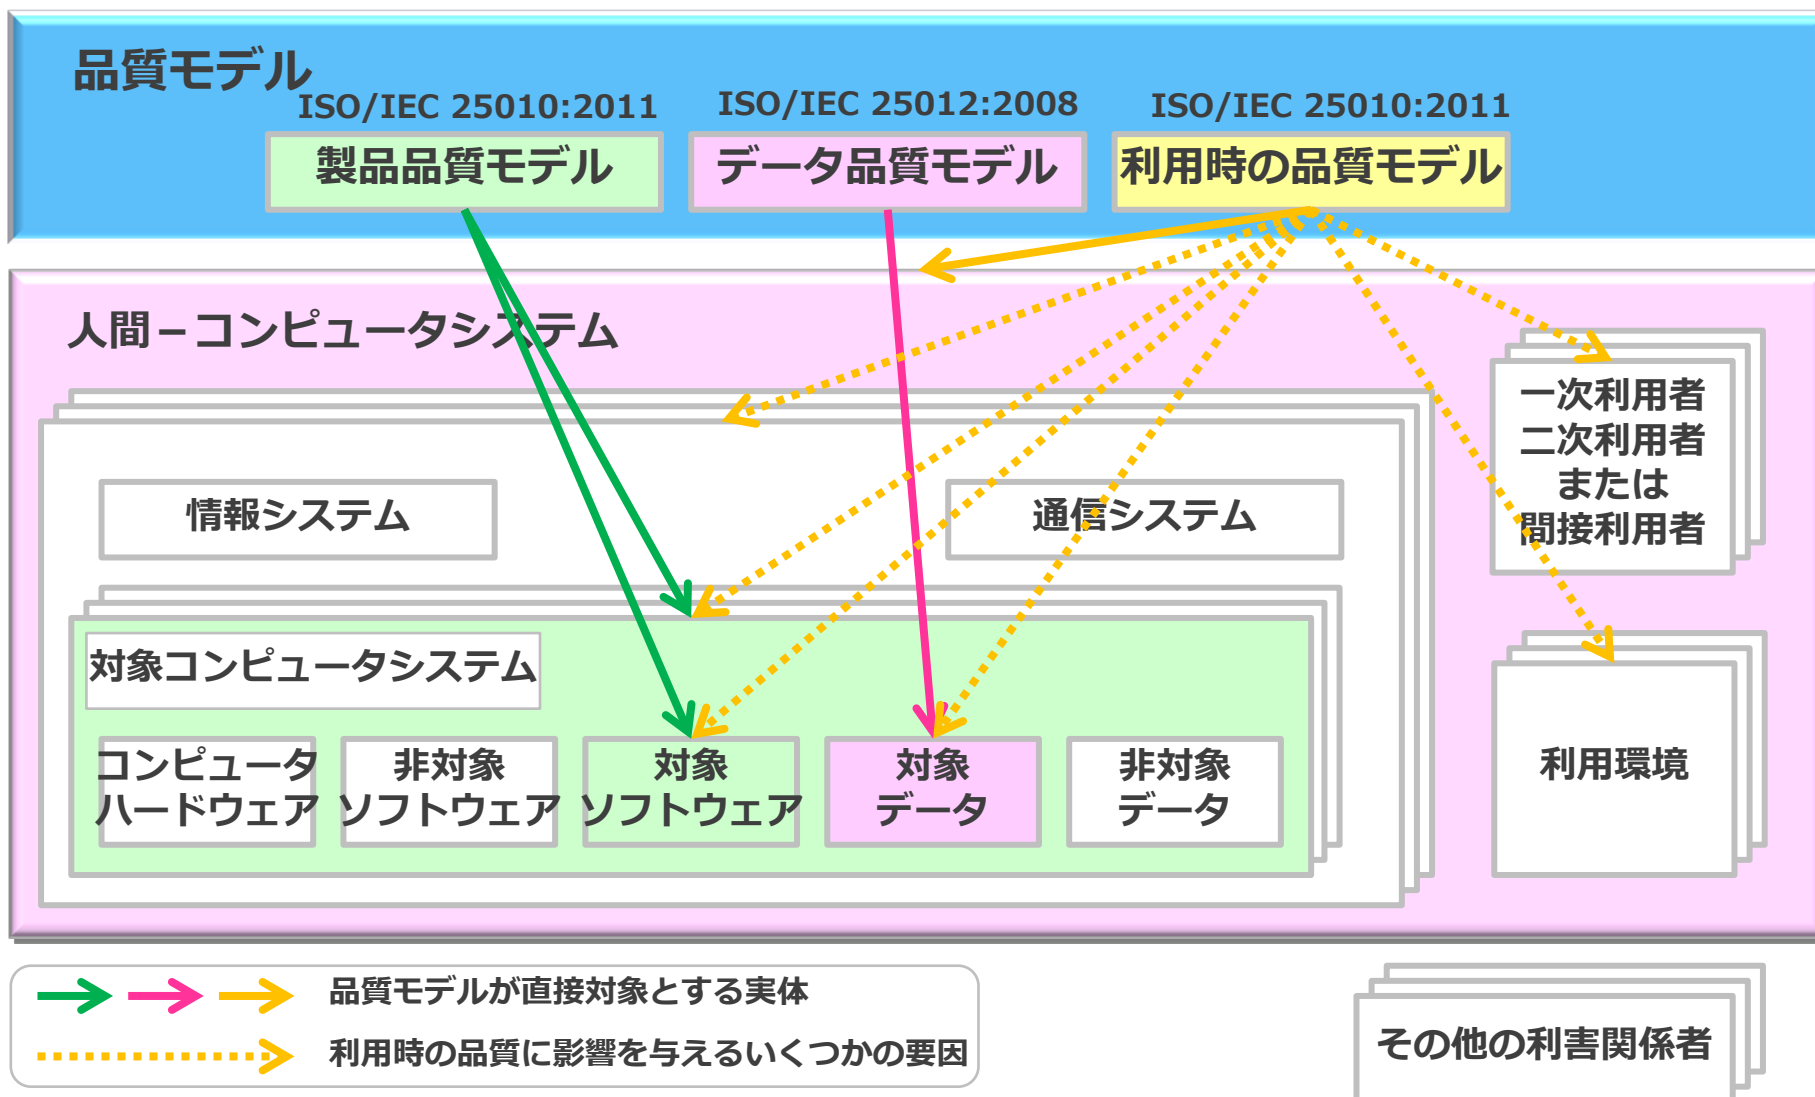 品質モデル
ISO/IEC 25010:2011
ISO/IEC 25012:2008
ISO/IEC 25010:2011
製品品質モデル
データ品質モデル
利用時の品質モデル
人間－コンピュータシステム
一次利用者
二次利用者
または
間接利用者
情報システム
通信システム
対象コンピュータシステム
コンピュータ
ハードウェア
非対象
ソフトウェア
対象
ソフトウェア
対象
データ
非対象
データ
利用環境
品質モデルが直接対象とする実体
利用時の品質に影響を与えるいくつかの要因
その他の利害関係者